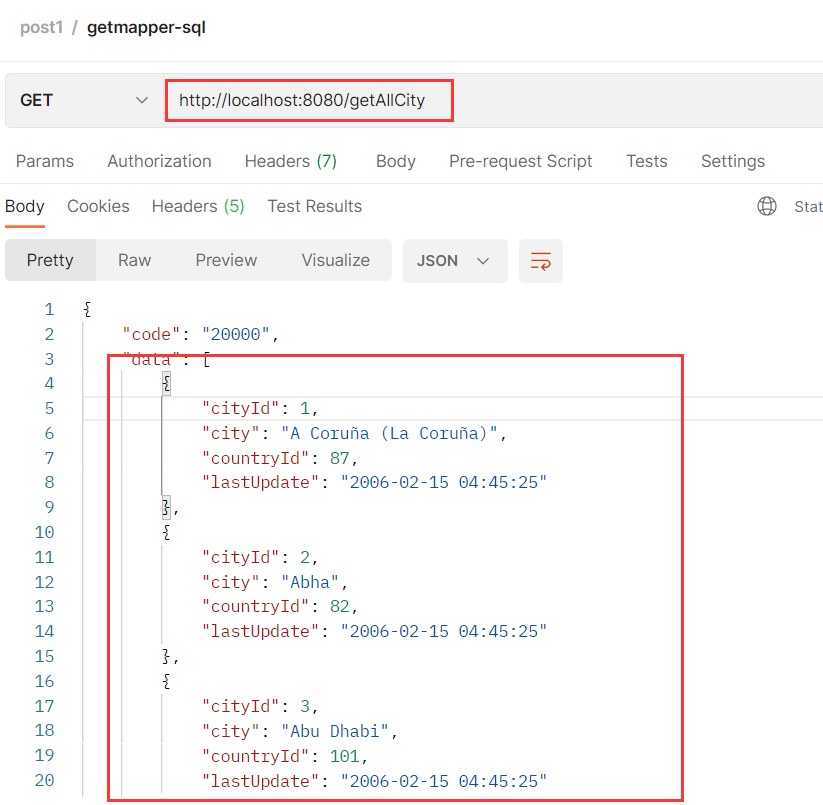 post1 / getmapper-sql
GET http://localhost:8080/getAllCity
Params Authorization Headers (7) Body Pre-request Script Tests Settings
Body Cookies Headers (5) Test Results Stat
Pretty Raw Preview Visualize JSON
1 {
2 "code": "20000",
3 "data": [
4 {
5 "cityId": 1,
6 "city": "A Coruña (La Coruña)",
7 "countryId": 87,
8 "lastUpdate": "2006-02-15 04:45:25"
9 },
10 {
11 "cityId": 2,
12 "city": "Abha",
13 "countryId": 82,
14 "lastUpdate": "2006-02-15 04:45:25"
15 },
16 {
17 "cityId": 3,
18 "city": "Abu Dhabi",
19 "countryId": 101,
20 "lastUpdate": "2006-02-15 04:45:25"